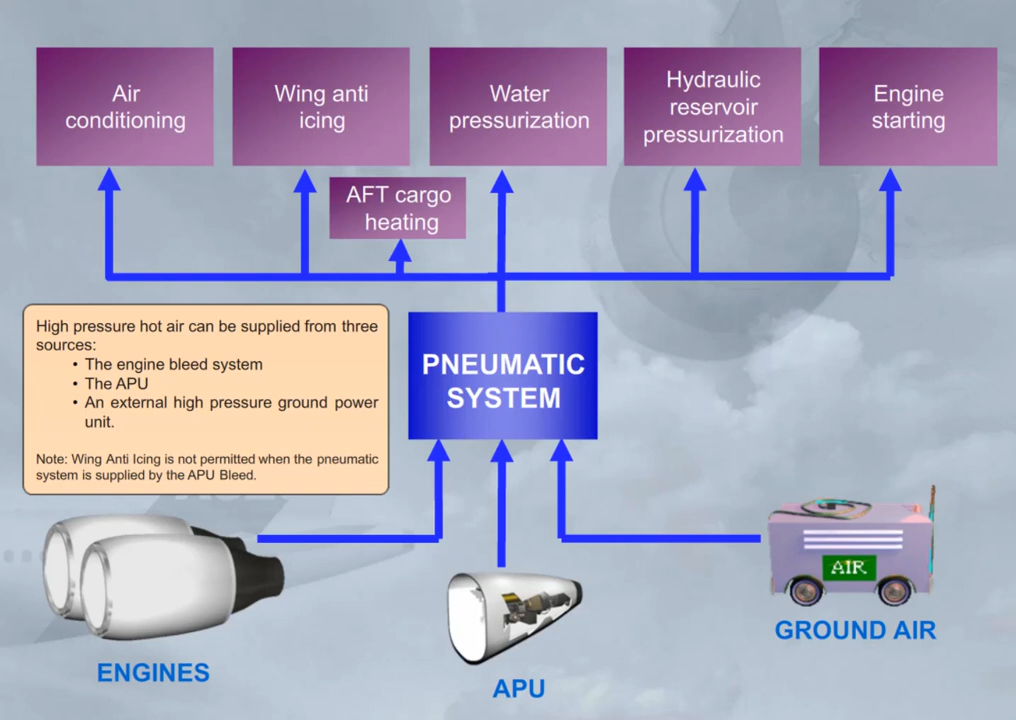 Air
conditioning
Wing anti
icing
Water
pressurization
Hydraulic
reservoir
pressurization
Engine
starting
AFT cargo
heating
High pressure hot air can be supplied from three
sources:
• The engine bleed system
• The APU
• An external high pressure ground power
unit.
Note: Wing Anti Icing is not permitted when the pneumatic
system is supplied by the APU Bleed.
PNEUMATIC
SYSTEM
AIR
ENGINES
APU
GROUND AIR